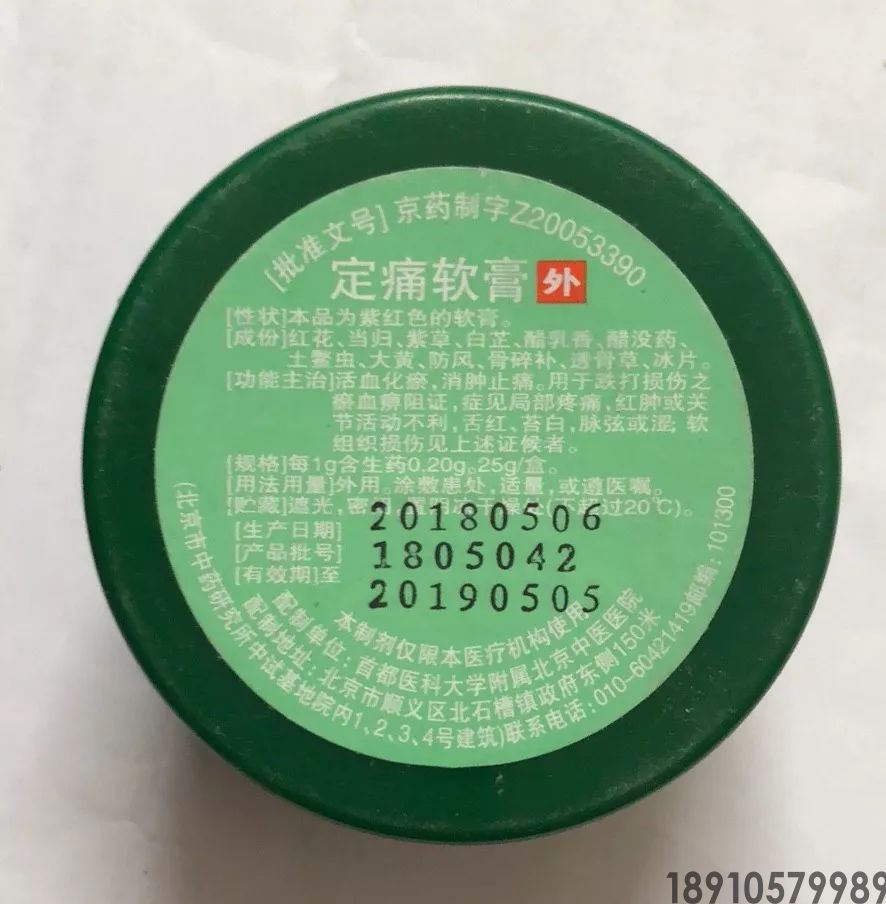 [批准文号]京药制字Z20053390
定痛软膏 外
[性状]本品为紫红色的软膏。
[成份]红花、当归、紫草、白芷、醋乳香、醋没药、
土鳖虫、大黄、防风、骨碎补、透骨草、冰片。
[功能主治]活血化瘀,消肿止痛。用于跌打损伤之
瘀血痹阻证,症见局部疼痛,红肿或关
节活动不利,舌红、苔白,脉弦或涩;软
组织损伤见上述证候者。
[规格]每1g含生药0.20g。25g/盒。
[用法用量]外用。涂敷患处,适量,或遵医嘱。
[贮藏]遮光,密 干燥处(不超过20℃)。
[生产日期] 20180506
[产品批号] 1805042
[有效期]至 20190505
本制剂仅限本医疗机构使用
配制单位:首都医科大学附属北京中医医院
配制地址:北京市顺义区北石槽镇政府东侧150米
(北京市中药研究所中试基地院内1、2、3、4号建筑)联系电话:010-60421419邮编:101300
18910579989